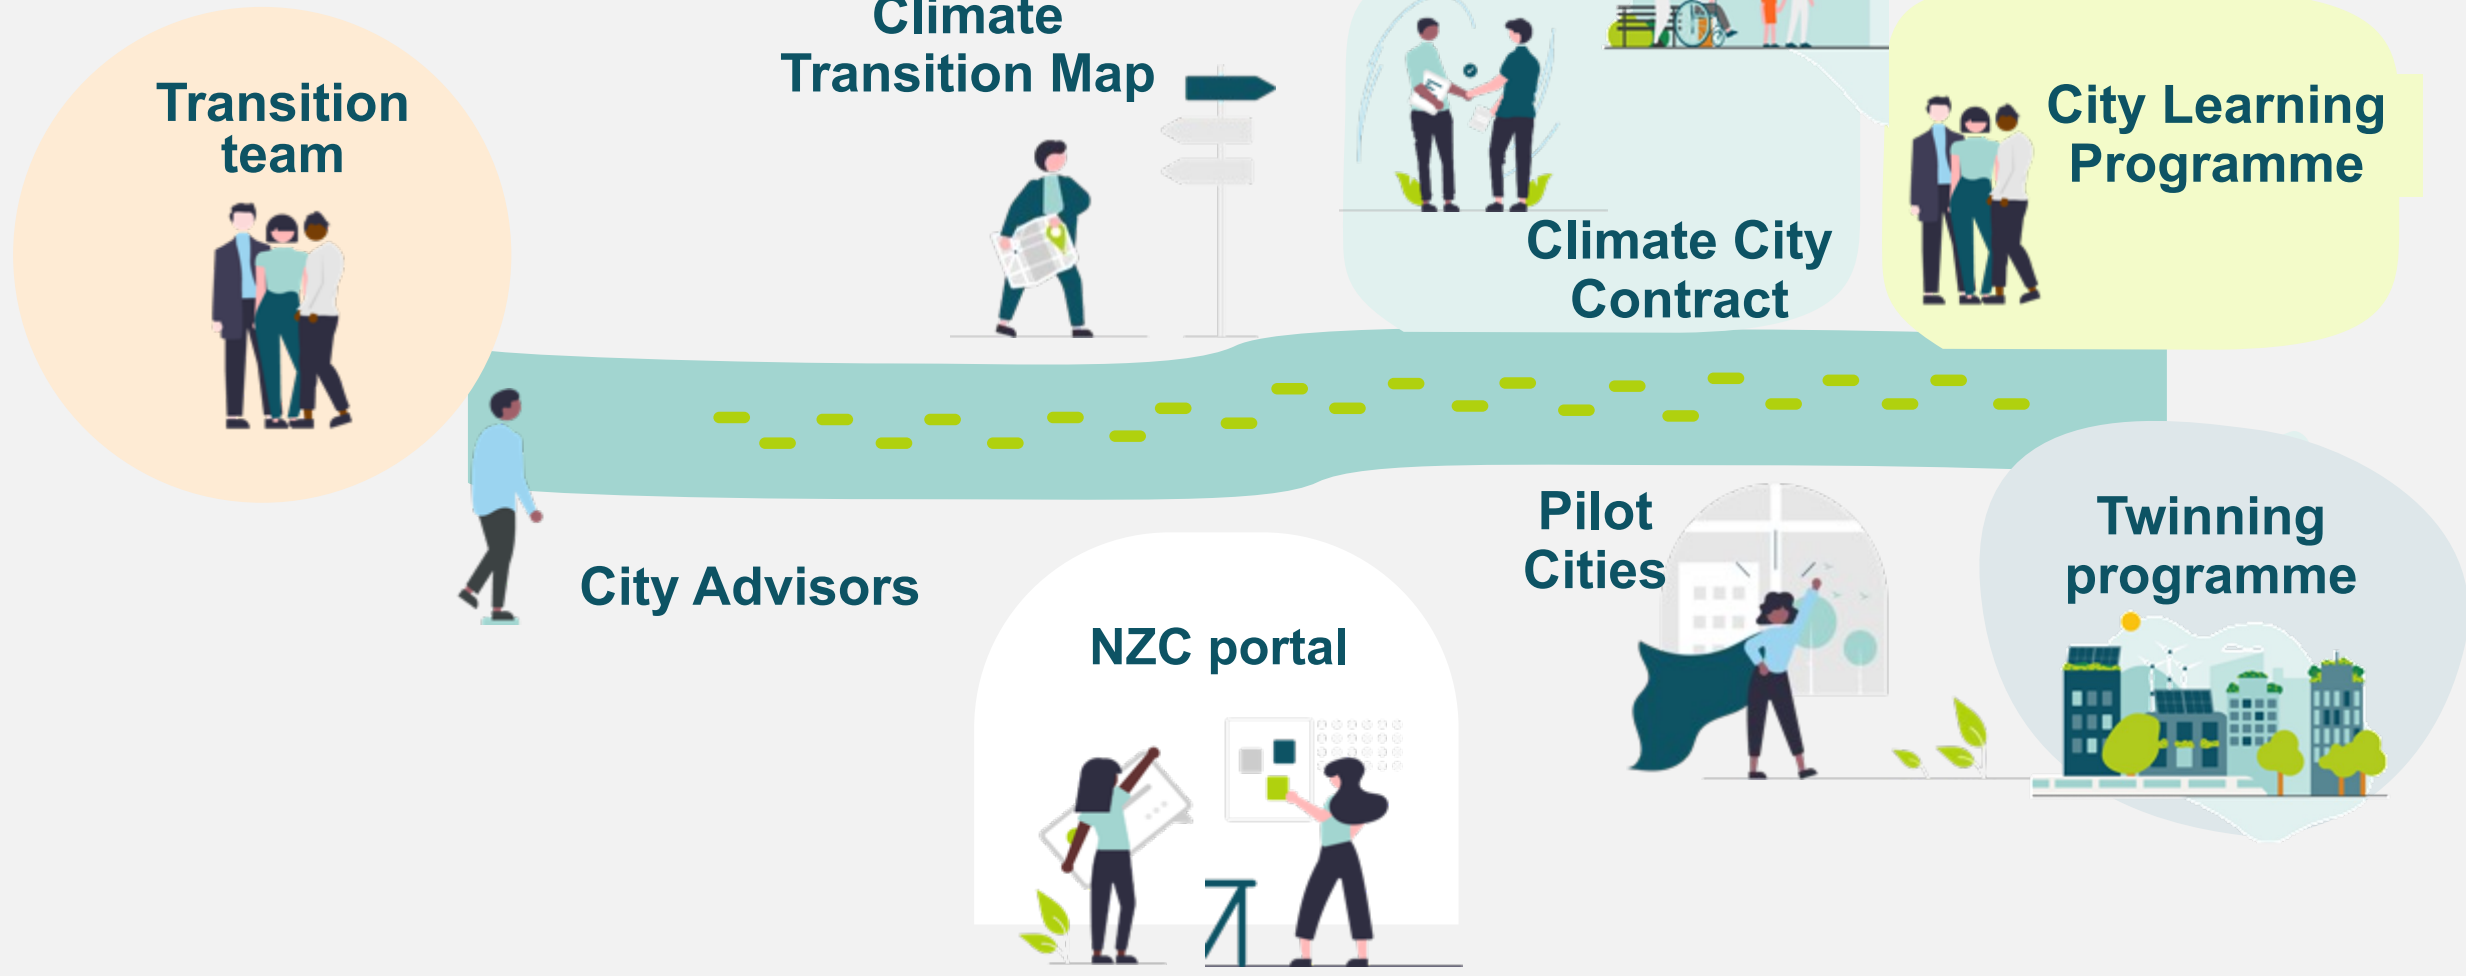 Transition
team
Climate
Transition Map
Climate City
Contract
City Learning
Programme
City Advisors
NZC portal
Pilot
Cities
Twinning
programme